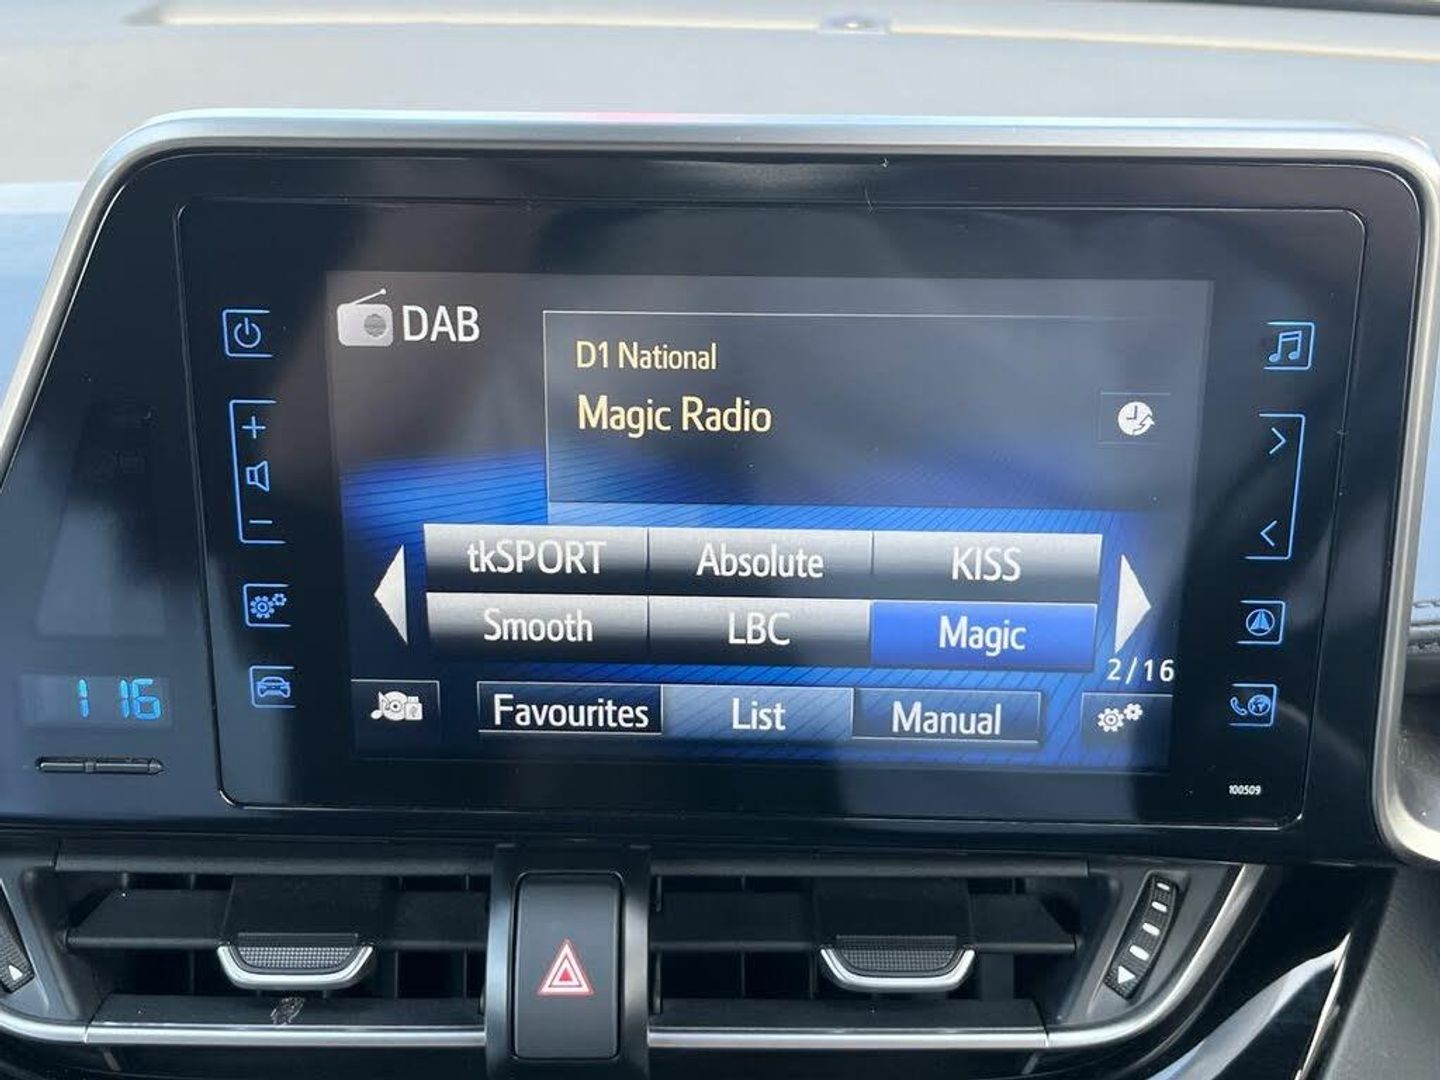 DAB
D1 National
Magic Radio
tkSPORT Absolute KISS
Smooth LBC Magic
2/16
Favourites List Manual
1 16
100509